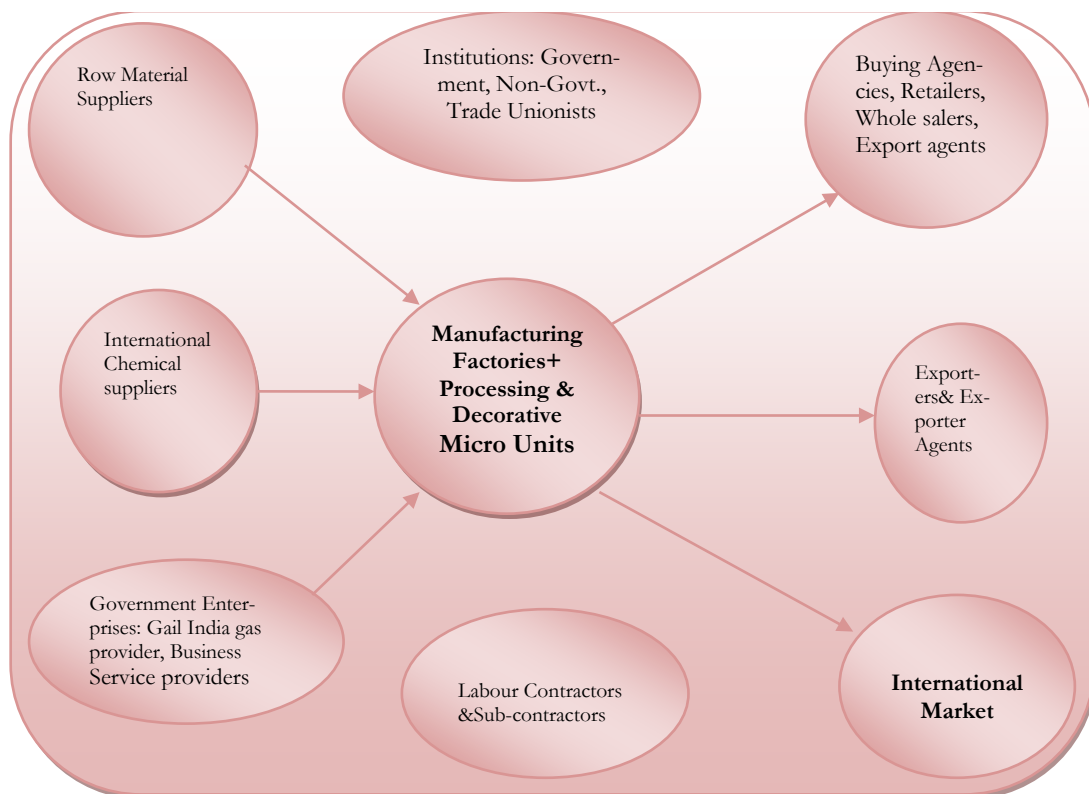 Row Material
Suppliers
Institutions: Govern-
ment, Non-Govt.,
Trade Unionists
Buying Agen-
cies, Retailers,
Whole salers,
Export agents
International
Chemical
suppliers
Manufacturing
Factories+
Processing &
Decorative
Micro Units
Export-
ers& Ex-
porter
Agents
Government Enter-
prises: Gail India gas
provider, Business
Service providers
Labour Contractors
&Sub-contractors
International
Market